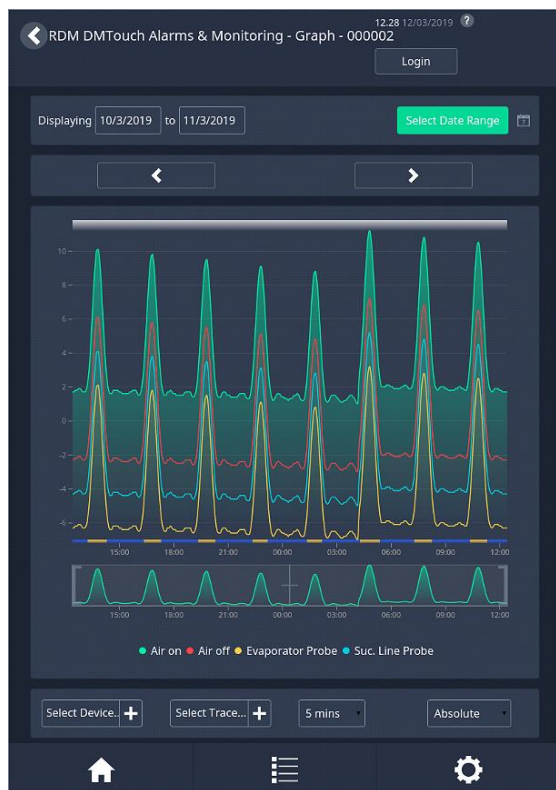 12.28 12/03/2019 ?
RDM DMTouch Alarms & Monitoring - Graph - 000002
Login
Displaying 10/3/2019 to 11/3/2019 Select Date Range
10
8
6
4
2
0
-2
-4
-6
15:00 18:00 21:00 00:00 03:00 06:00 09:00 12:00
15:00 18:00 21:00 00:00 03:00 06:00 09:00 12:00
Air on Air off Evaporator Probe Suc. Line Probe
Select Device.. + Select Trace... + 5 mins Absolute